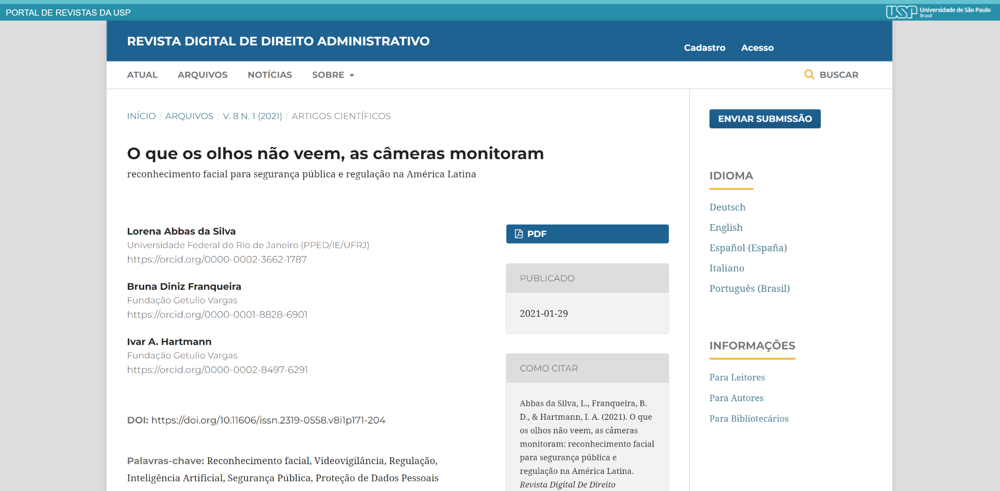 PORTAL DE REVISTAS DA USP
USP Universidade de São Paulo
Brasil
REVISTA DIGITAL DE DIREITO ADMINISTRATIVO
Cadastro Acesso
ATUAL ARQUIVOS NOTÍCIAS SOBRE
BUSCAR
INÍCIO / ARQUIVOS / V. 8 N. 1 (2021) / ARTIGOS CIENTÍFICOS
O que os olhos não veem, as câmeras monitoram
reconhecimento facial para segurança pública e regulação na América Latina
Lorena Abbas da Silva
Universidade Federal do Rio de Janeiro (PPED/IE/UFRJ)
https://orcid.org/0000-0002-3662-1787
Bruna Diniz Franqueira
Fundação Getulio Vargas
https://orcid.org/0000-0001-8828-6901
Ivar A. Hartmann
Fundação Getulio Vargas
https://orcid.org/0000-0002-8497-6291
DOI: https://doi.org/10.11606/issn.2319-0558.v8i1p171-204
Palavras-chave: Reconhecimento facial, Videovigilância, Regulação,
Inteligência Artificial, Segurança Pública, Proteção de Dados Pessoais
PDF
PUBLICADO
2021-01-29
COMO CITAR
Abbas da Silva, L., Franqueira, B.
D., & Hartmann, I. A. (2021). O que
os olhos não veem, as câmeras
monitoram: reconhecimento facial
para segurança pública e
regulação na América Latina.
Revista Digital De Direito
ENVIAR SUBMISSÃO
IDIOMA
Deutsch
English
Español (España)
Italiano
Português (Brasil)
INFORMAÇÕES
Para Leitores
Para Autores
Para Bibliotecários